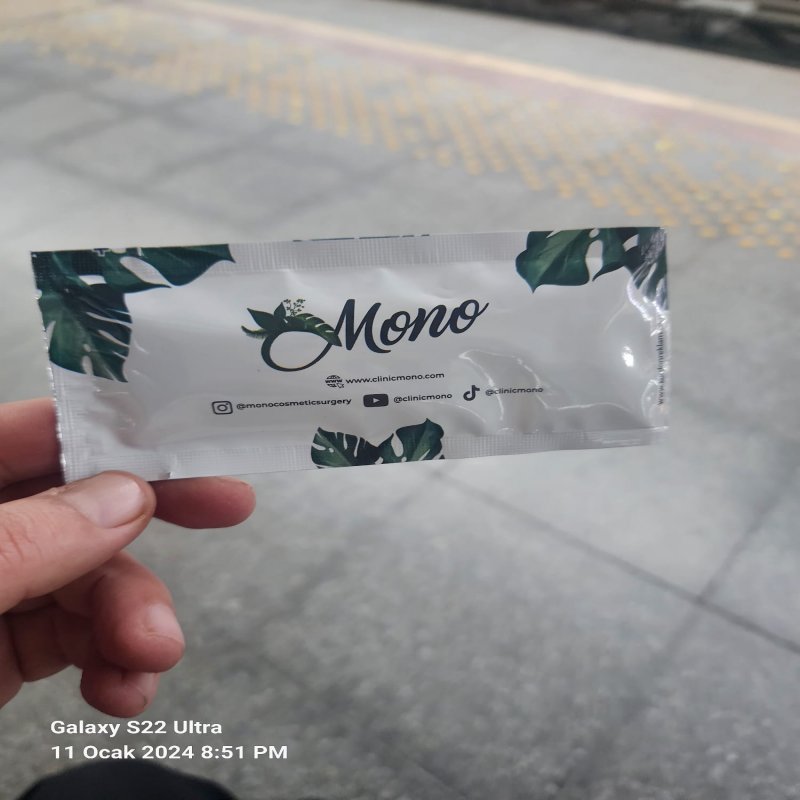 Mono
www.clinicmono.com
@monocosmeticsurgery @clinicmono @clinicmono
Galaxy S22 Ultra
11 Ocak 2024 8:51 PM